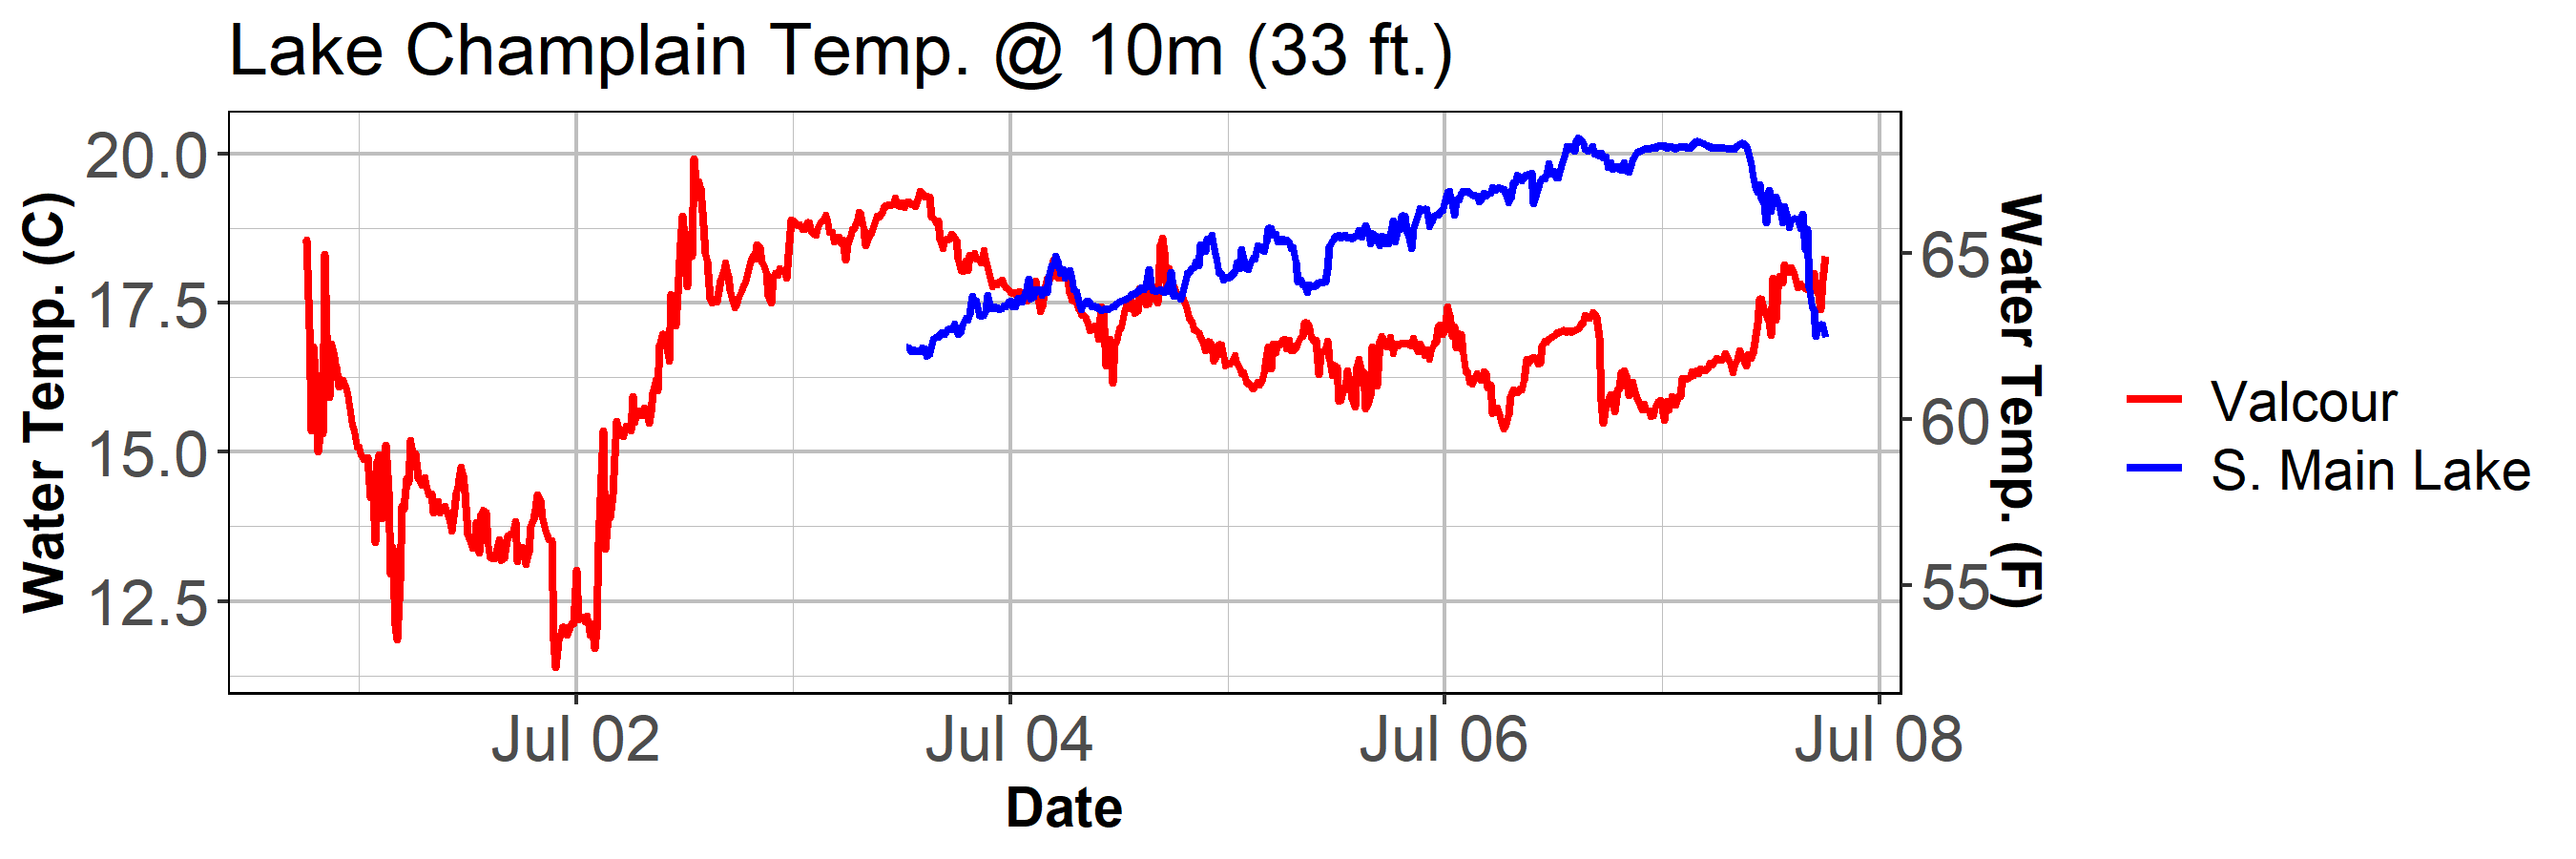 Lake Champlain Temp. @ 10m (33 ft.)
Water Temp. (C)
20.0
17.5
15.0
12.5
65
60
55
Water Temp. (F)
Jul 02
Jul 04
Jul 06
Jul 08
Date
Valcour
S. Main Lake